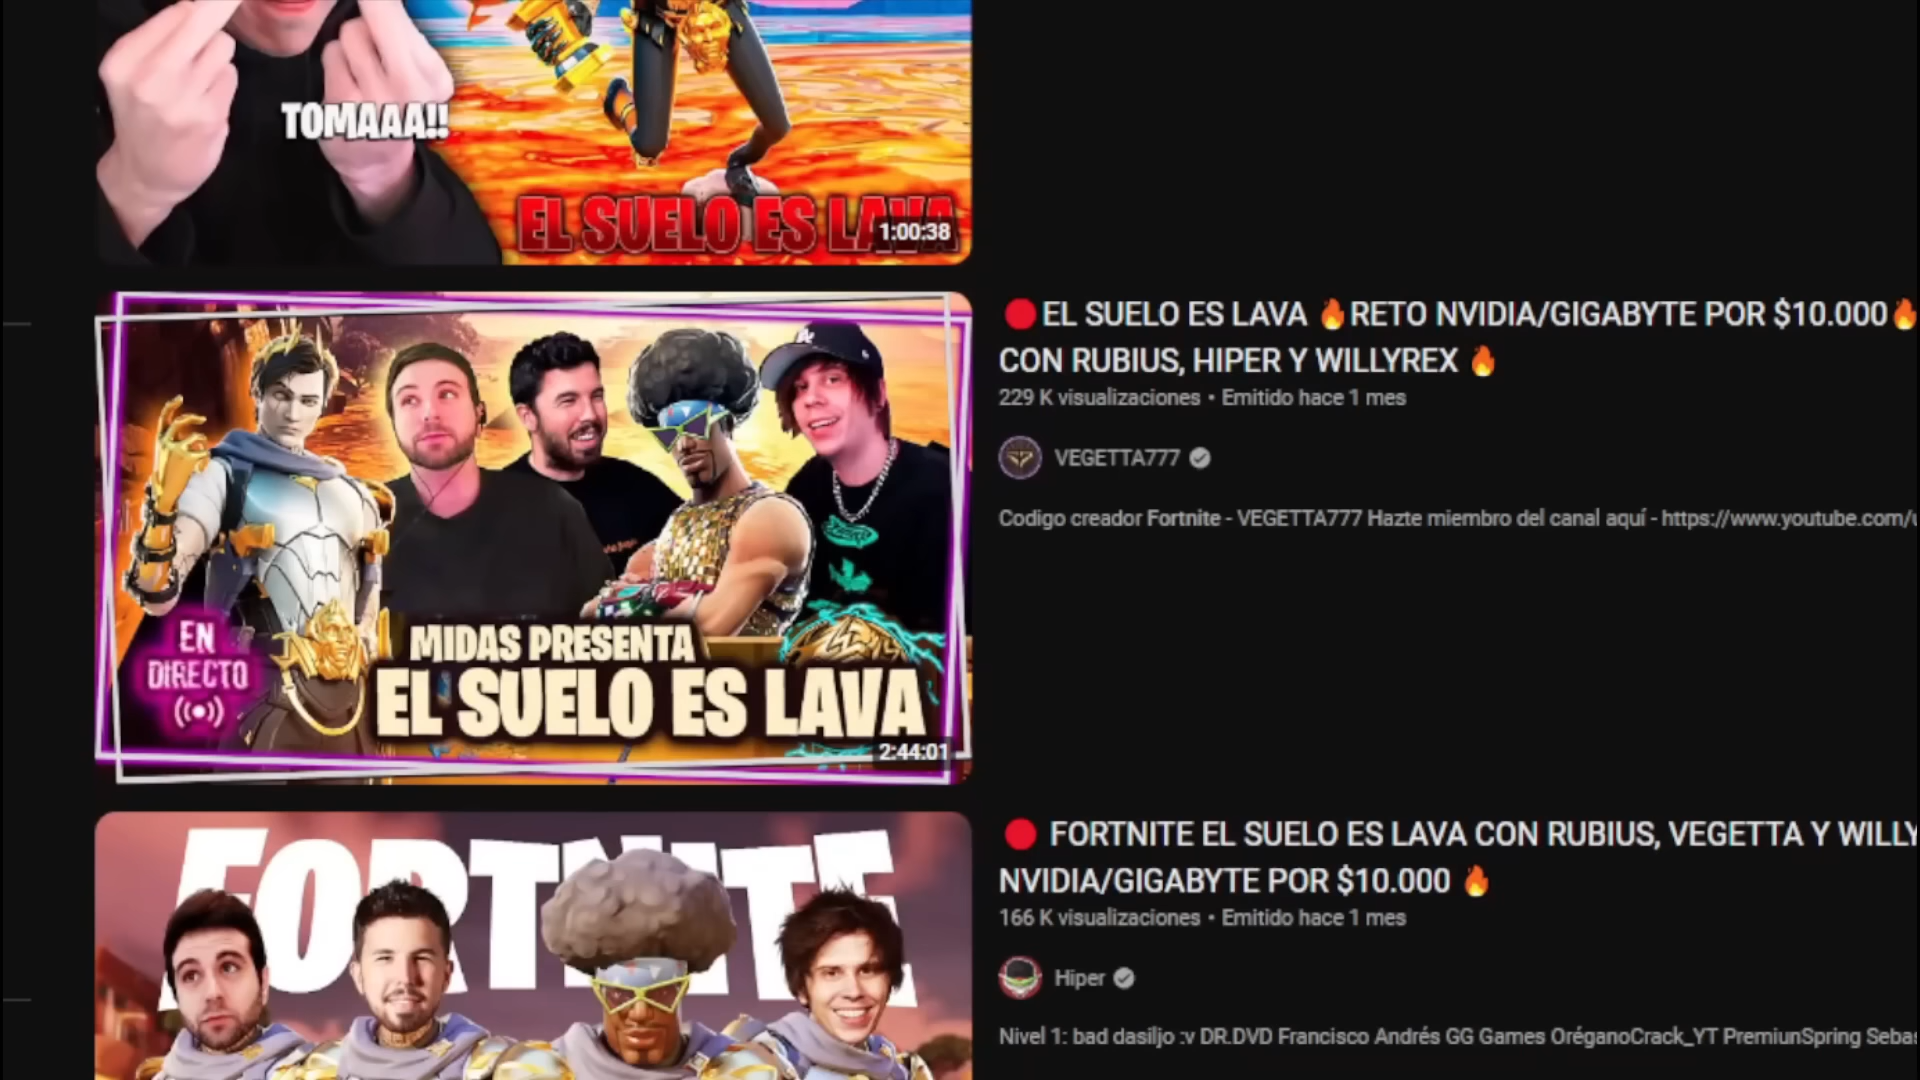 TOMAAA!!
EL SUELO ES LAVA
1:00:38
EN
DIRECTO
MIDAS PRESENTA
EL SUELO ES LAVA
2:44:01
🔴EL SUELO ES LAVA 🔥RETO NVIDIA/GIGABYTE POR $10.000🔥
CON RUBIUS, HIPER Y WILLYREX 🔥
229 K visualizaciones • Emitido hace 1 mes
VEGETTA777
Codigo creador Fortnite - VEGETTA777 Hazte miembro del canal aquí - https://www.youtube.com/
FORTNITE
🔴 FORTNITE EL SUELO ES LAVA CON RUBIUS, VEGETTA Y WILLY
NVIDIA/GIGABYTE POR $10.000 🔥
166 K visualizaciones • Emitido hace 1 mes
Hiper
Nivel 1: bad dasiljo :v DR.DVD Francisco Andrés GG Games OréganoCrack_YT PremiunSpring Sebas